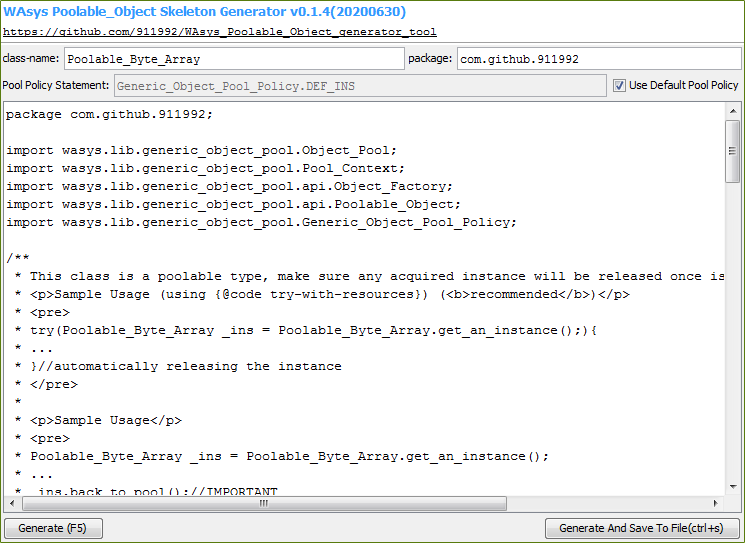 WAsys Poolable_Object Skeleton Generator v0.1.4(20200630)
https://github.com/911992/WAsys_Poolable_Object_generator_tool
class-name: Poolable_Byte_Array package: com.github.911992
Pool Policy Statement: Generic_Object_Pool_Policy.DEF_INS Use Default Pool Policy
package com.github.911992;
import wasys.lib.generic_object_pool.Object_Pool;
import wasys.lib.generic_object_pool.Pool_Context;
import wasys.lib.generic_object_pool.api.Object_Factory;
import wasys.lib.generic_object_pool.api.Poolable_Object;
import wasys.lib.generic_object_pool.Generic_Object_Pool_Policy;
/**
* This class is a poolable type, make sure any acquired instance will be released once is
* <p>Sample Usage (using {@code try-with-resources}) (<b>recommended</b>)</p>
* <pre>
* try(Poolable_Byte_Array _ins = Poolable_Byte_Array.get_an_instance();){
* ...
* }//automatically releasing the instance
* </pre>
*
* <p>Sample Usage</p>
* <pre>
* Poolable_Byte_Array _ins = Poolable_Byte_Array.get_an_instance();
* ...
* _ins.back_to_pool();//IMPORTANT
Generate (F5) Generate And Save To File(ctrl+s)